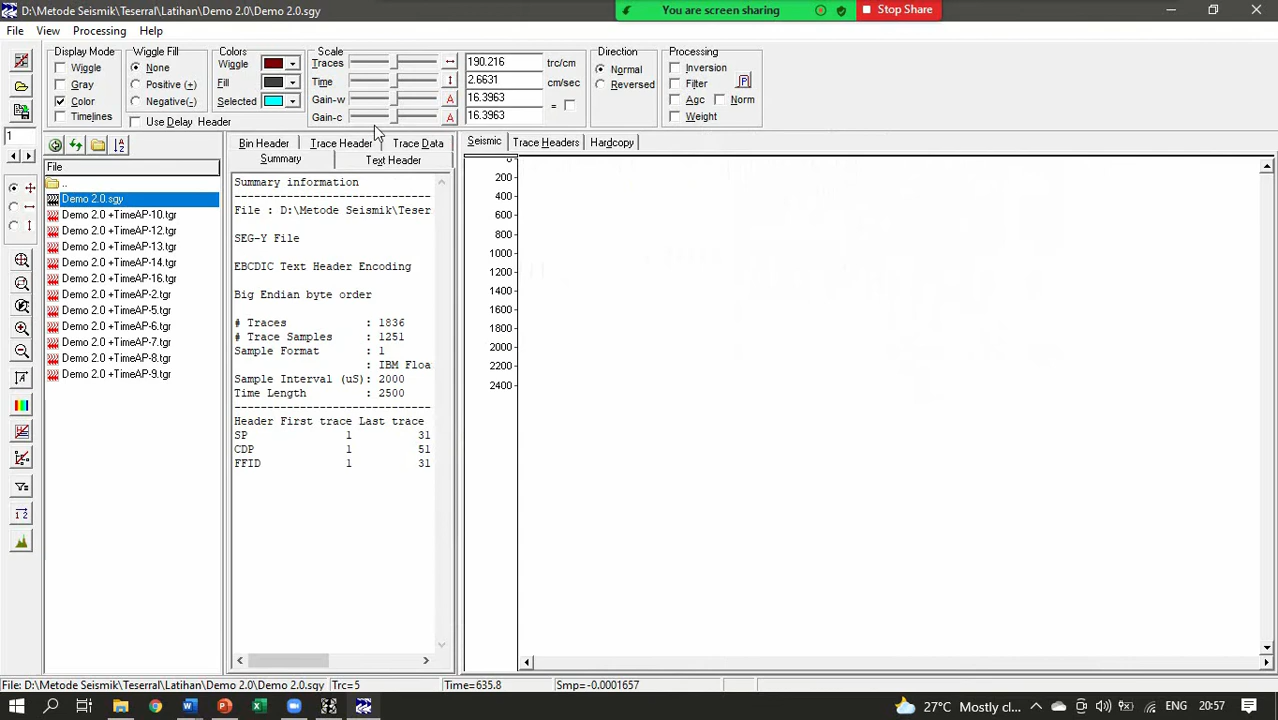 D:\Metode Seismik\Teserral\Latihan\Demo 2.0\Demo 2.0.sgy
You are screen sharing
Stop Share
File View Processing Help
Display Mode
Wiggle
Gray
Color
Timelines
Wiggle Fill
None
Positive (+)
Negative(-)
Use Delay Header
Colors
Wiggle
Fill
Selected
Scale
Traces
Time
Gain-w
Gain-c
A
A
190.216 trc/cm
2.6631 cm/sec
16.3963
16.3963
=
Direction
Normal
Reversed
Processing
Inversion
Filter
Agc Norm
Weight
1
File
..
Demo 2.0.sgy
Demo 2.0 +TimeAP-10.tgr
Demo 2.0 +TimeAP-12.tgr
Demo 2.0 +TimeAP-13.tgr
Demo 2.0 +TimeAP-14.tgr
Demo 2.0 +TimeAP-16.tgr
Demo 2.0 +TimeAP-2.tgr
Demo 2.0 +TimeAP-5.tgr
Demo 2.0 +TimeAP-6.tgr
Demo 2.0 +TimeAP-7.tgr
Demo 2.0 +TimeAP-8.tgr
Demo 2.0 +TimeAP-9.tgr
Bin Header Trace Header Trace Data
Summary Text Header
Summary information
File : D:\Metode Seismik\Teser
SEG-Y File
EBCDIC Text Header Encoding
Big Endian byte order
# Traces : 1836
# Trace Samples : 1251
Sample Format : 1
: IBM Floa
Sample Interval (uS): 2000
Time Length : 2500
Header First trace Last trace
SP 1 31
CDP 1 51
FFID 1 31
Seismic Trace Headers Hardcopy
0
200
400
600
800
1000
1200
1400
1600
1800
2000
2200
2400
File: D:\Metode Seismik\Teserral\Latihan\Demo 2.0\Demo 2.0.sgy Trc=5 Time=635.8 Smp=-0.0001657
27°C Mostly cl... ENG 20:57